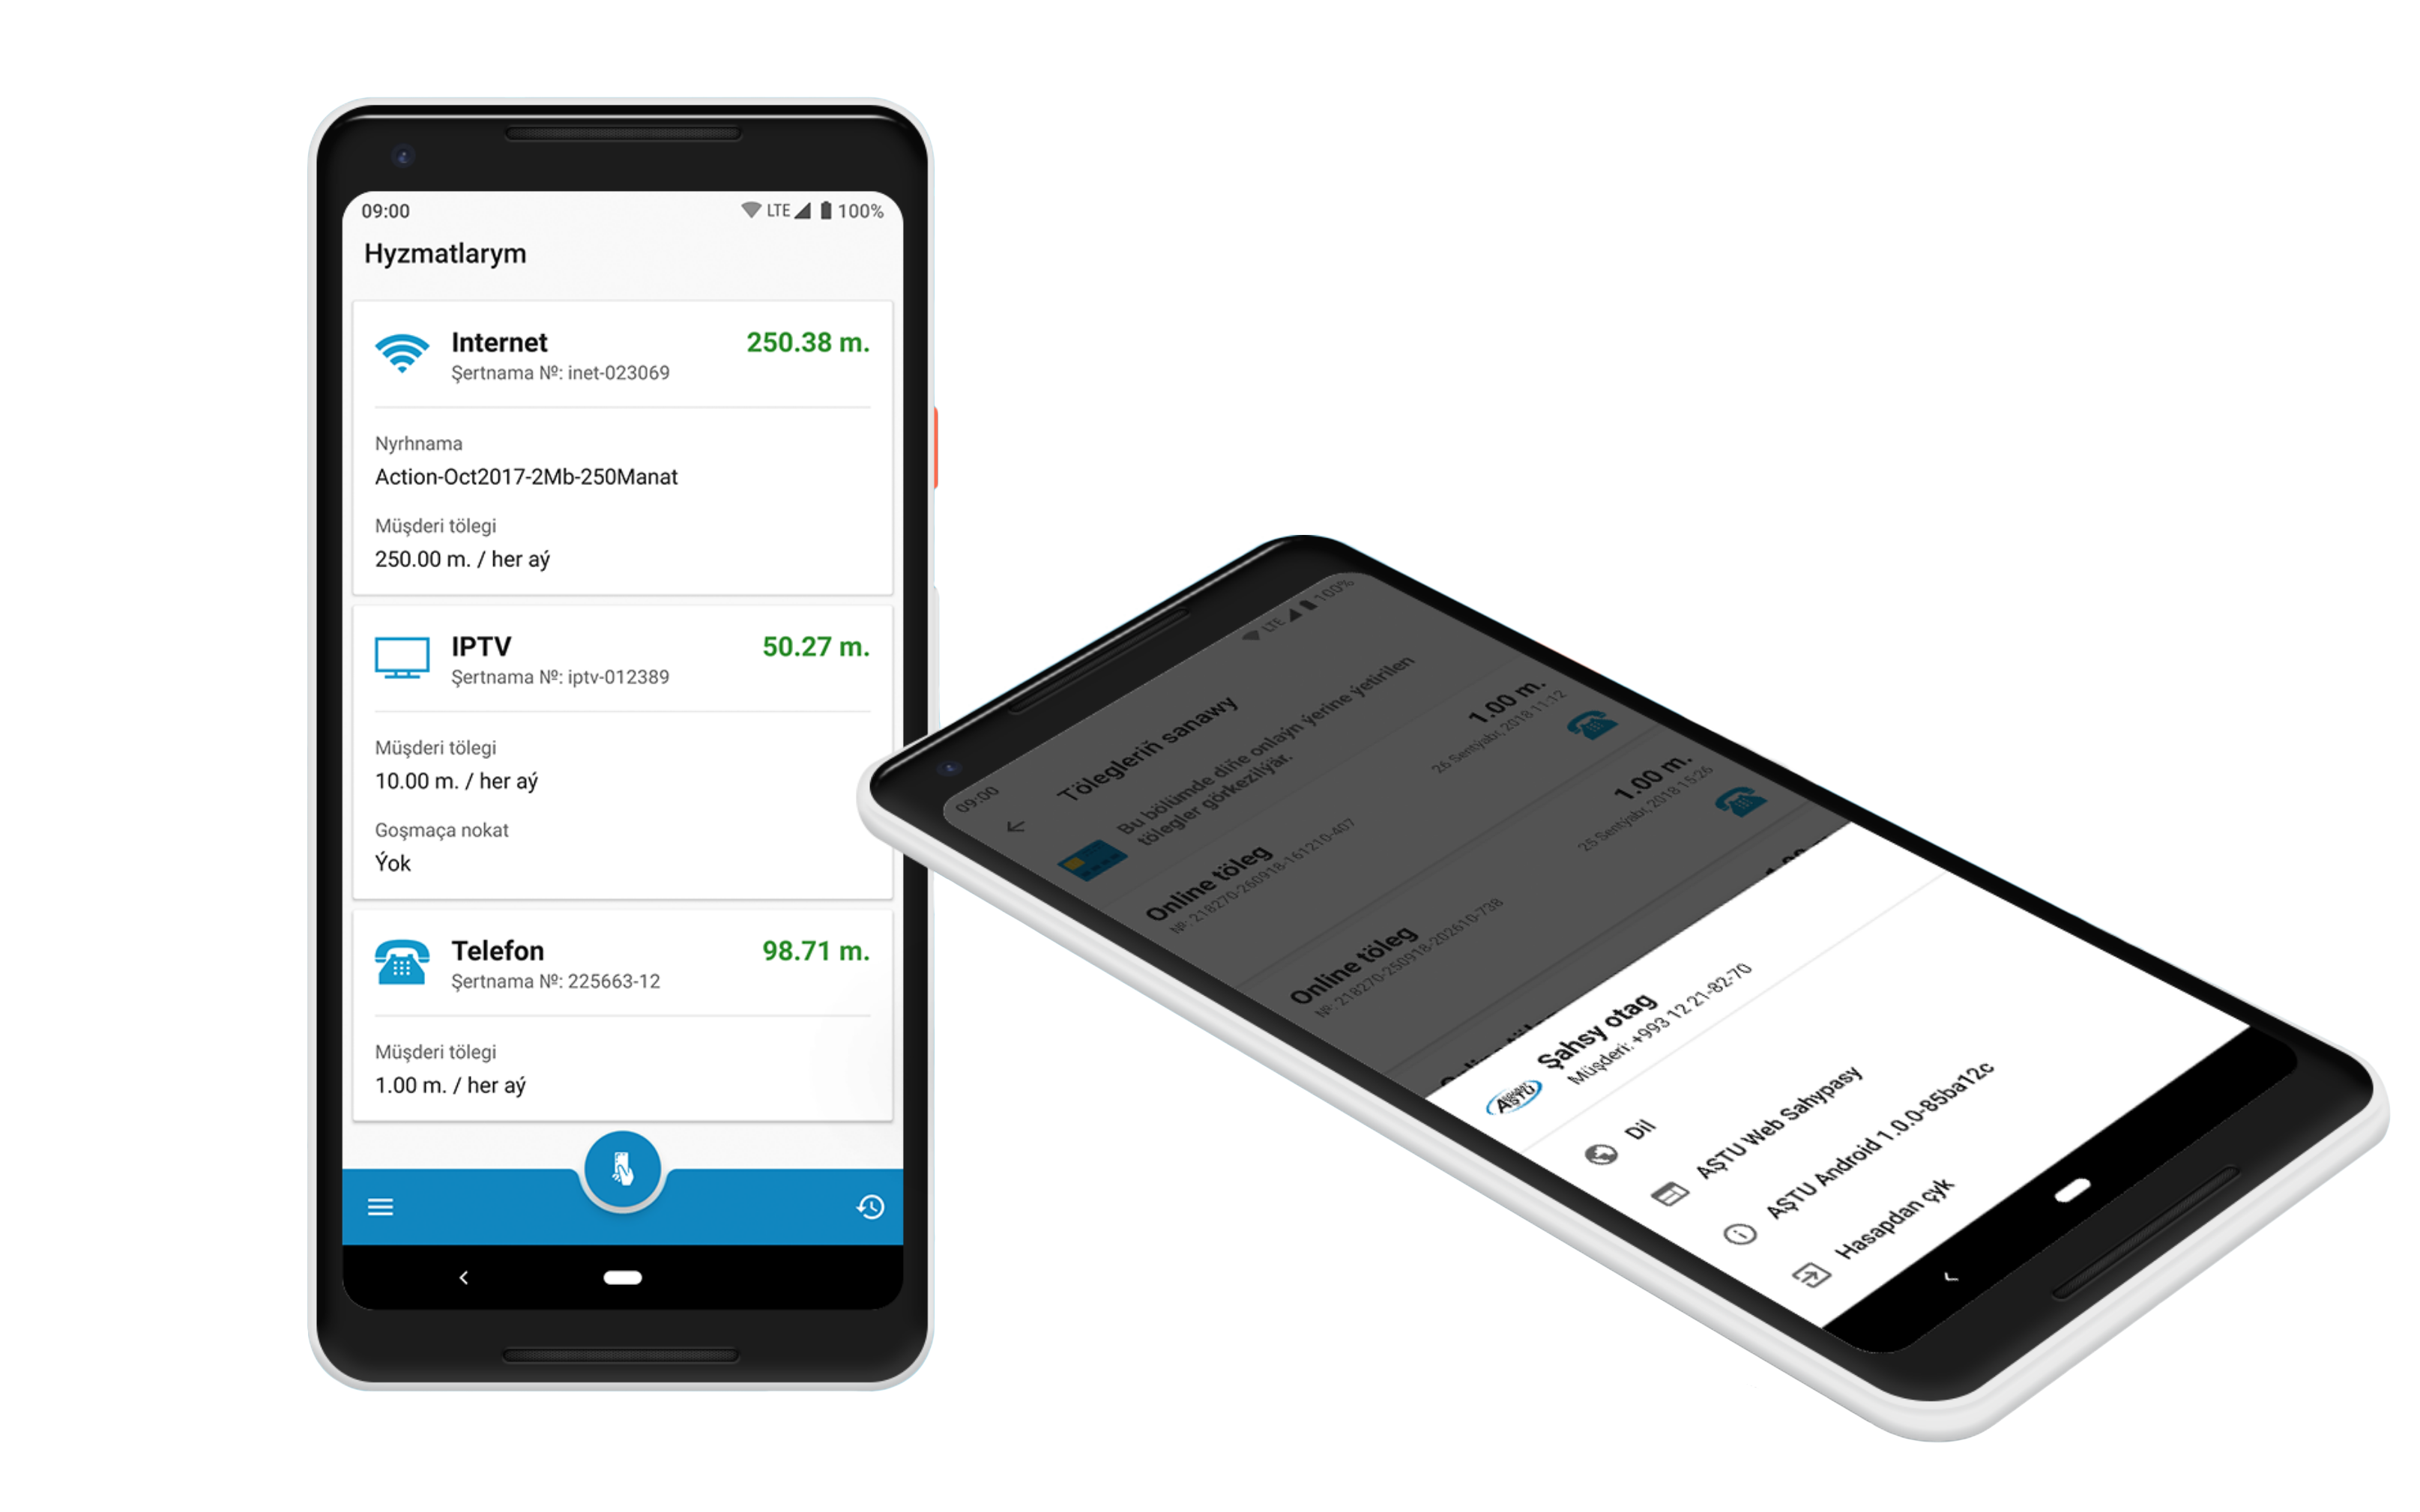 09:00 LTE 100%
Hyzmatlarym
Internet 250.38 m.
Şertnama №: inet-023069
Nyrhnama
Action-Oct2017-2Mb-250Manat
Müşderi tölegi
250.00 m. / her aý
IPTV 50.27 m.
Şertnama №: iptv-012389
Müşderi tölegi
10.00 m. / her aý
Goşmaça nokat
Ýok
Telefon 98.71 m.
Şertnama №: 225663-12
Müşderi tölegi
1.00 m. / her aý
09:00 LTE 100%
Tölegleriň sanawy
Bu bölümde diňe onlaýn ýerine ýetirilen
tölegler görkezilýär.
Online töleg 1.00 m.
№: 218270-260918-161210-407 26 Sentýabr, 2018 11:12
Online töleg 1.00 m.
№: 218270-250918-202610-738 25 Sentýabr, 2018 15:26
AŞTU
Şahsy otag
Müşderi: +993 12 21-82-70
Dil
AŞTU Web Sahypasy
AŞTU Android 1.0.0-85ba12c
Hasapdan çyk